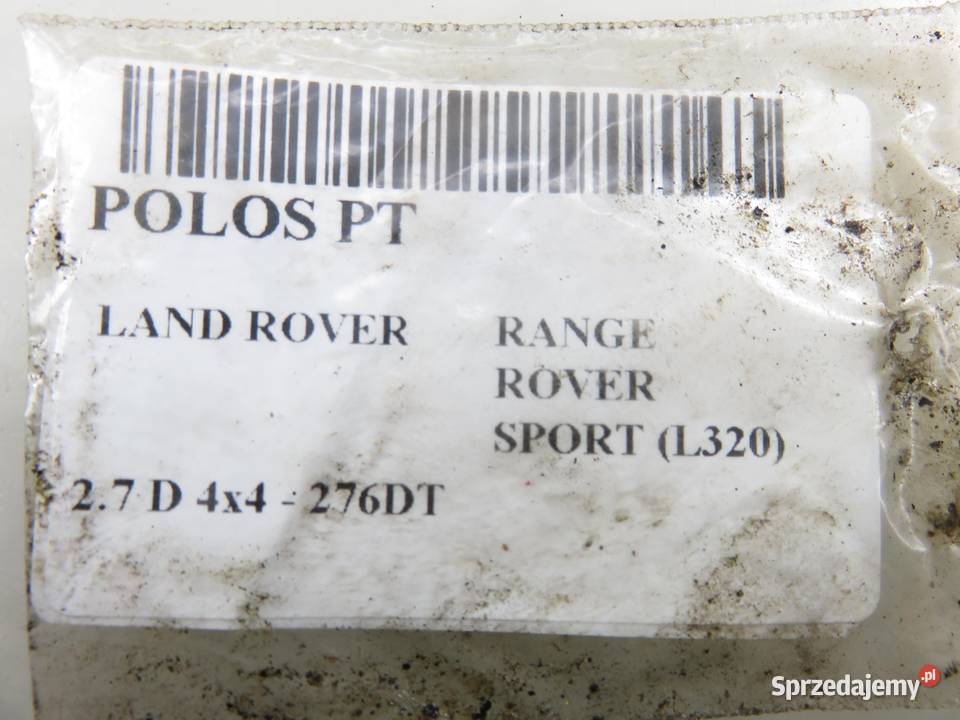 POLOS PT
LAND ROVER
RANGE
ROVER
SPORT (L320)
2.7 D 4x4 - 276DT
Sprzedajemy.pl